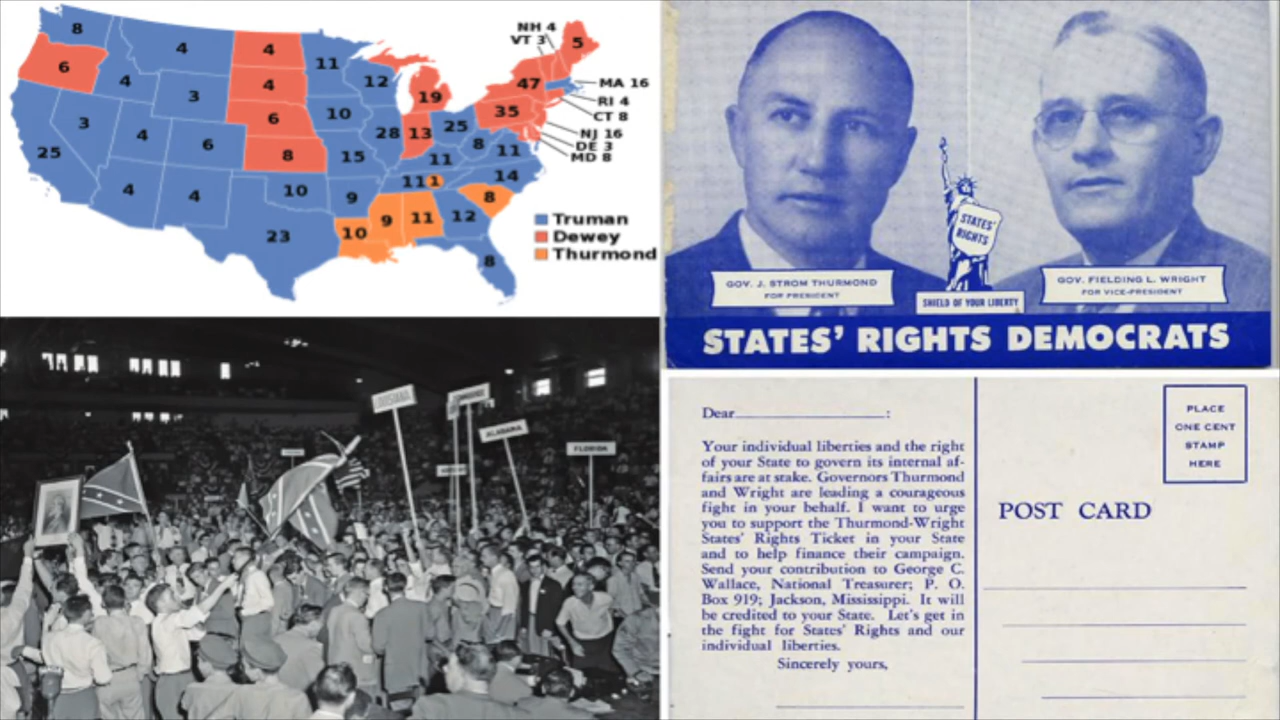 NH 4
VT 3
8
4
4
11
5
6
4
4
12
47
MA 16
3
19
RI 4
3
6
10
35
CT 8
4
6
28
13
25
NJ 16
25
8
15
8
11
11
DE 3
MD 8
4
4
10
9
11
1
14
8
23
10
9
11
12
8
Truman
Dewey
Thurmond
STATES'
RIGHTS
GOV. J. STROM THURMOND
FOR PRESIDENT
GOV. FIELDING L. WRIGHT
FOR VICE-PRESIDENT
SHIELD OF YOUR LIBERTY
STATES' RIGHTS DEMOCRATS
LOUISIANA
ALABAMA
FLORIDA
Dear :
Your individual liberties and the right
of your State to govern its internal af-
fairs are at stake. Governors Thurmond
and Wright are leading a courageous
fight in your behalf. I want to urge
you to support the Thurmond-Wright
States' Rights Ticket in your State
and to help finance their campaign.
Send your contribution to George C.
Wallace, National Treasurer; P. O.
Box 919; Jackson, Mississippi. It will
be credited to your State. Let's get in
the fight for States' Rights and our
individual liberties.
Sincerely yours,
PLACE
ONE CENT
STAMP
HERE
POST CARD